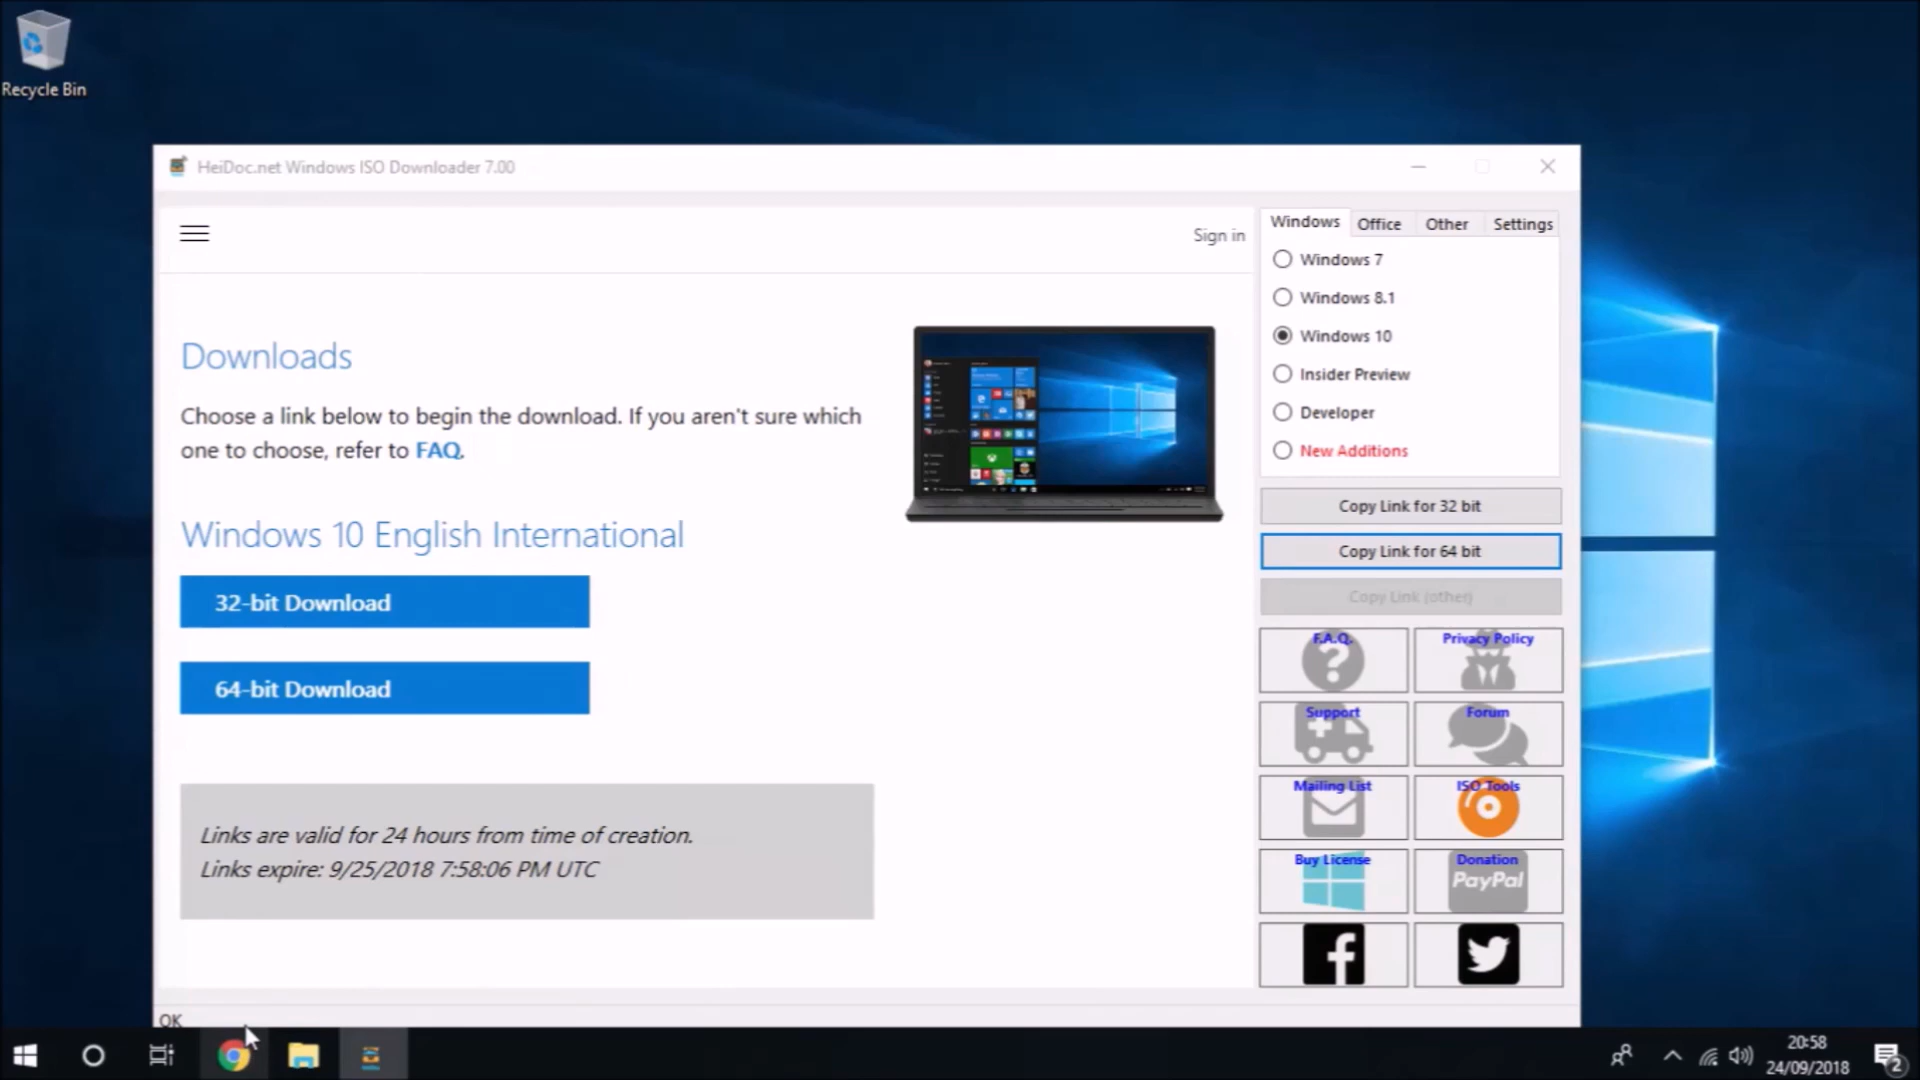 Recycle Bin
HeiDoc.net Windows ISO Downloader 7.00
Sign in
Windows
Office
Other
Settings
Windows 7
Windows 8.1
Windows 10
Insider Preview
Developer
New Additions
Downloads
Choose a link below to begin the download. If you aren't sure which
one to choose, refer to FAQ.
Windows 10 English International
32-bit Download
64-bit Download
Links are valid for 24 hours from time of creation.
Links expire: 9/25/2018 7:58:06 PM UTC
Copy Link for 32 bit
Copy Link for 64 bit
Copy Link (other)
F.A.Q.
Privacy Policy
Support
Forum
Mailing List
ISO Tools
Buy License
Donation
PayPal
OK
20:58
24/09/2018
2